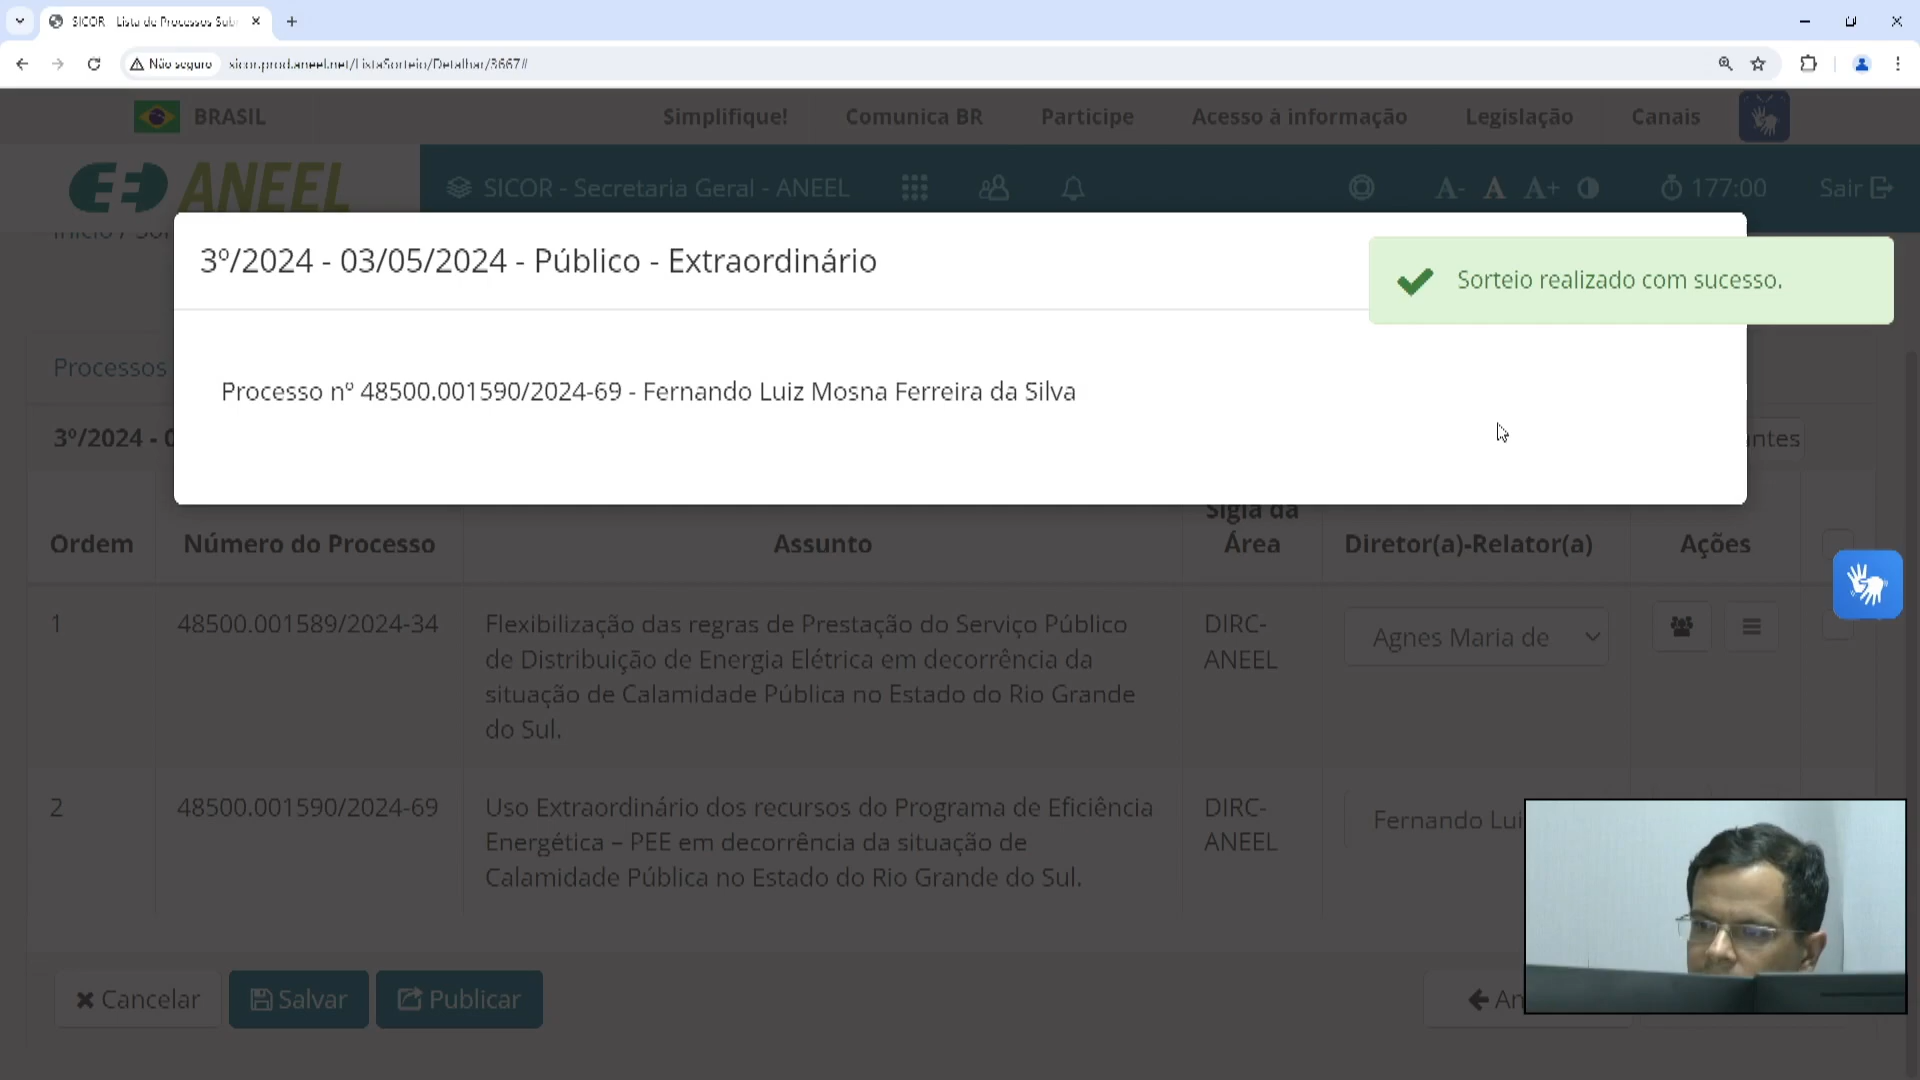 SICOR - Lista de Processos Sub
Não seguro
sicor.prod.aneel.net/ListaSorteio/Detalhar/3667#
BRASIL
Simplifique!
Comunica BR
Participe
Acesso à informação
Legislação
Canais
ANEEL
SICOR - Secretaria Geral - ANEEL
A-
A
A+
177:00
Sair
3º/2024 - 03/05/2024 - Público - Extraordinário
Sorteio realizado com sucesso.
Processos
Processo nº 48500.001590/2024-69 - Fernando Luiz Mosna Ferreira da Silva
3º/2024 - 0
ntes
Ordem
Número do Processo
Assunto
Sigla da
Área
Diretor(a)-Relator(a)
Ações
1
48500.001589/2024-34
Flexibilização das regras de Prestação do Serviço Público
de Distribuição de Energia Elétrica em decorrência da
situação de Calamidade Pública no Estado do Rio Grande
do Sul.
DIRC-
ANEEL
Agnes Maria de
2
48500.001590/2024-69
Uso Extraordinário dos recursos do Programa de Eficiência
Energética – PEE em decorrência da situação de
Calamidade Pública no Estado do Rio Grande do Sul.
DIRC-
ANEEL
Fernando Lui
Cancelar
Salvar
Publicar
An